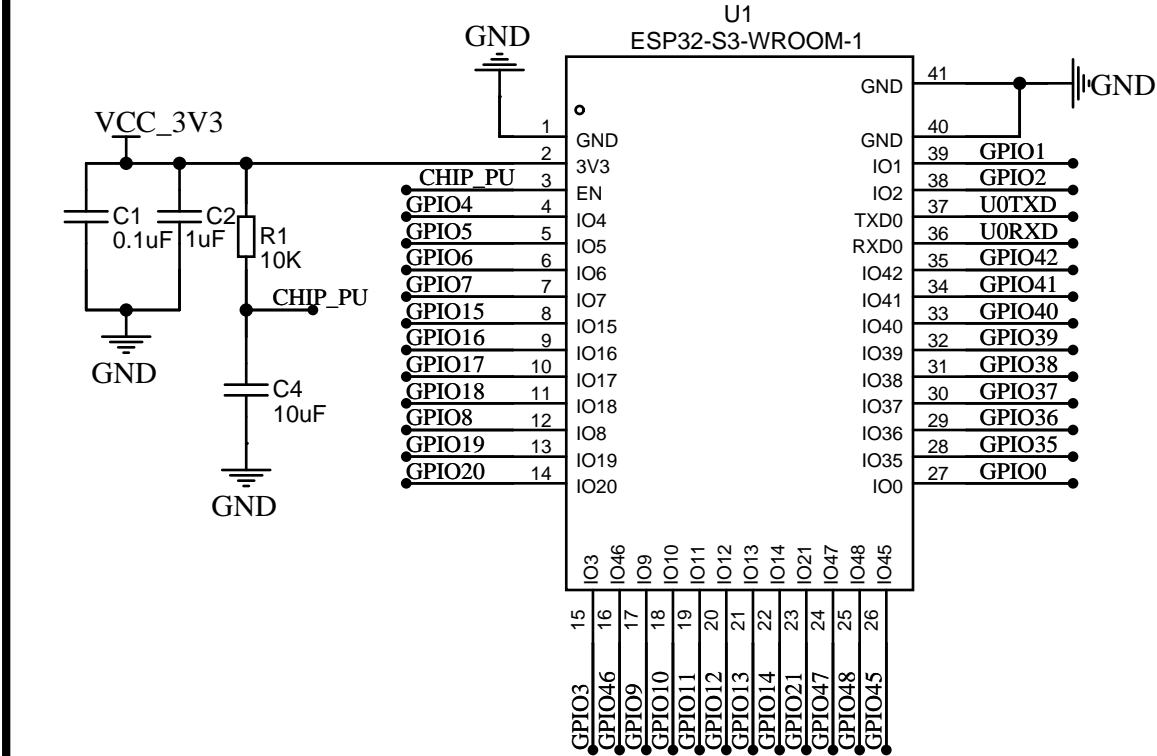 U1
ESP32-S3-WROOM-1
GND
GND
VCC_3V3
C1
0.1uF
C2
1uF
R1
10K
CHIP_PU
GND
C4
10uF
GND
1 GND
2 3V3
CHIP_PU 3 EN
GPIO4 4 IO4
GPIO5 5 IO5
GPIO6 6 IO6
GPIO7 7 IO7
GPIO15 8 IO15
GPIO16 9 IO16
GPIO17 10 IO17
GPIO18 11 IO18
GPIO8 12 IO8
GPIO19 13 IO19
GPIO20 14 IO20
GND 41
GND 40
IO1 39 GPIO1
IO2 38 GPIO2
TXD0 37 U0TXD
RXD0 36 U0RXD
IO42 35 GPIO42
IO41 34 GPIO41
IO40 33 GPIO40
IO39 32 GPIO39
IO38 31 GPIO38
IO37 30 GPIO37
IO36 29 GPIO36
IO35 28 GPIO35
IO0 27 GPIO0
IO3 15 GPIO3
IO46 16 GPIO46
IO9 17 GPIO9
IO10 18 GPIO10
IO11 19 GPIO11
IO12 20 GPIO12
IO13 21 GPIO13
IO14 22 GPIO14
IO21 23 GPIO21
IO47 24 GPIO47
IO48 25 GPIO48
IO45 26 GPIO45